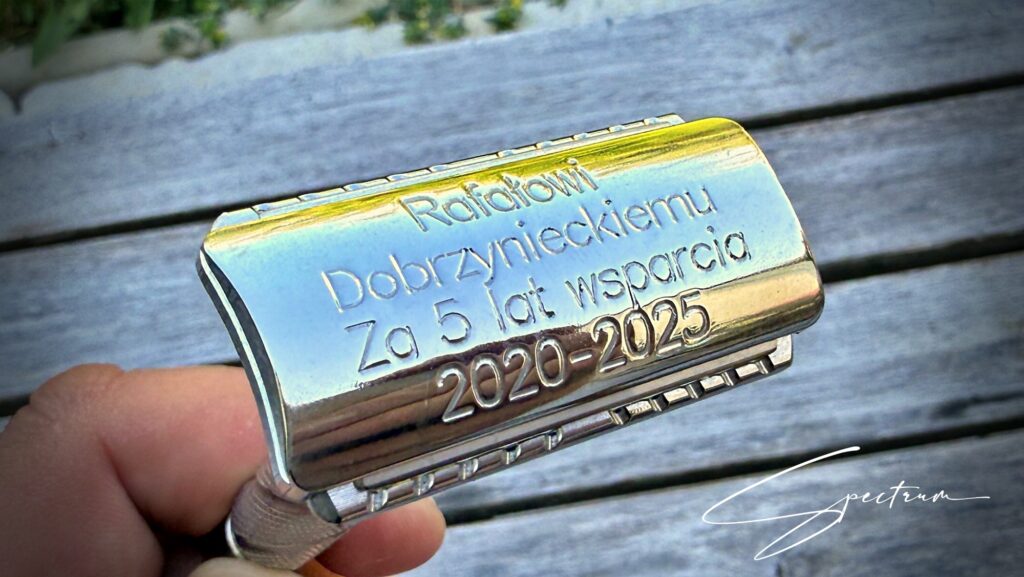 Rafałowi
Dobrzynieckiemu
Za 5 lat wsparcia
2020-2025
Spectrum